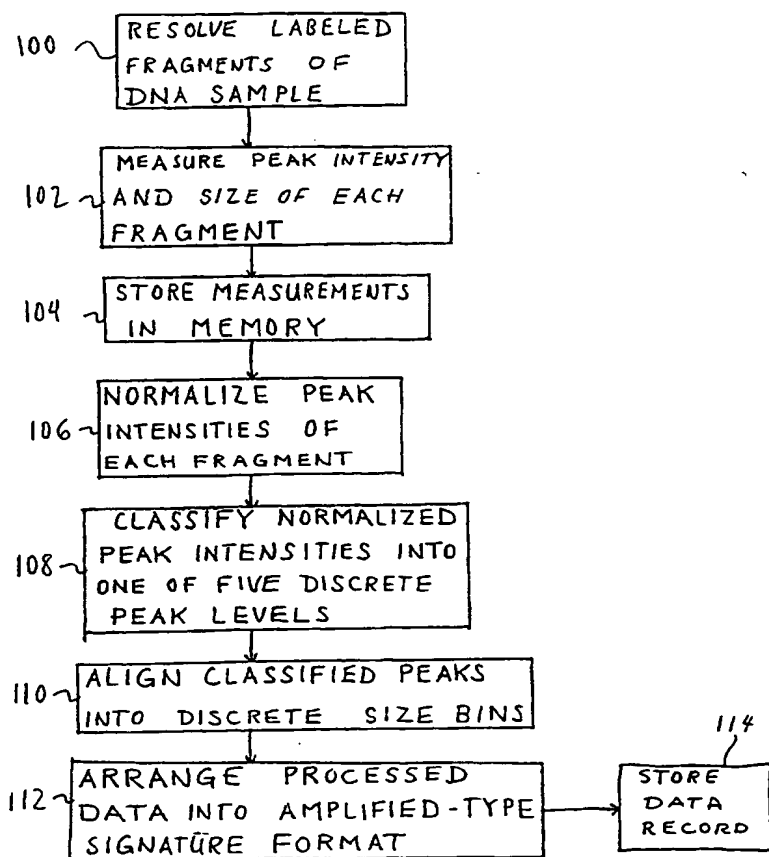 100
RESOLVE LABELED
FRAGMENTS OF
DNA SAMPLE
102
MEASURE PEAK INTENSITY
AND SIZE OF EACH
FRAGMENT
104
STORE MEASUREMENTS
IN MEMORY
106
NORMALIZE PEAK
INTENSITIES OF
EACH FRAGMENT
108
CLASSIFY NORMALIZED
PEAK INTENSITIES INTO
ONE OF FIVE DISCRETE
PEAK LEVELS
110
ALIGN CLASSIFIED PEAKS
INTO DISCRETE SIZE BINS
112
ARRANGE PROCESSED
DATA INTO AMPLIFIED-TYPE
SIGNATURE FORMAT
114
STORE
DATA
RECORD